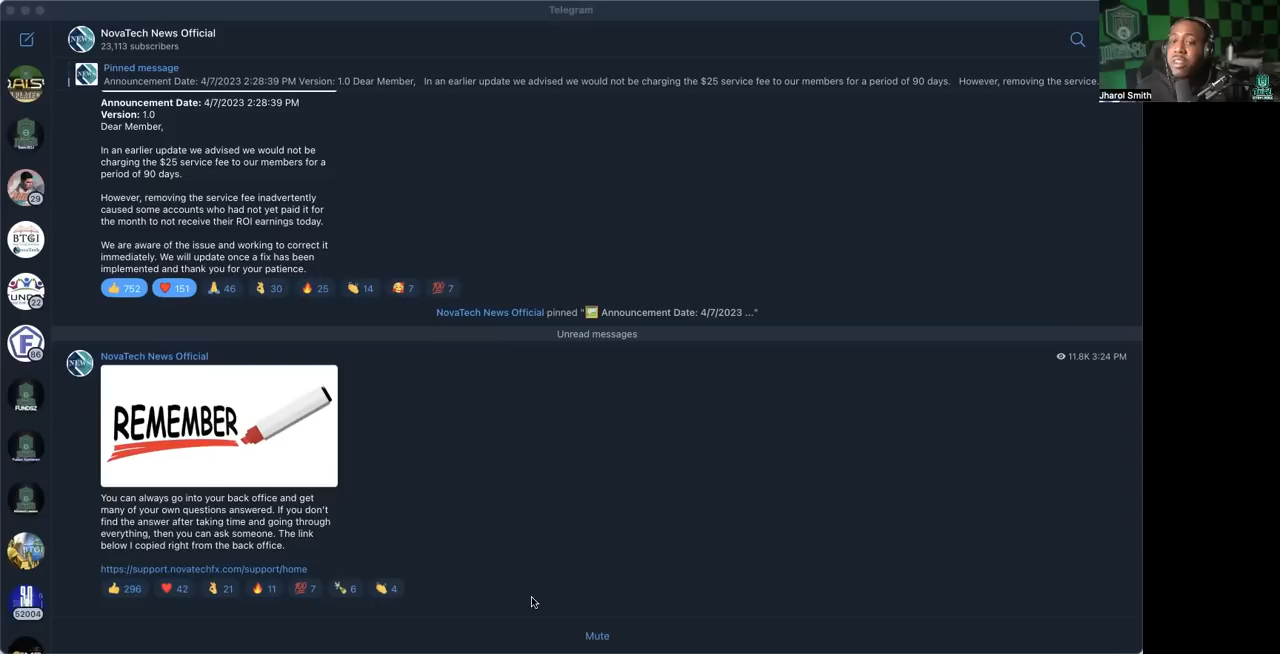 Telegram
NovaTech News Official
23,113 subscribers
Pinned message
Announcement Date: 4/7/2023 2:28:39 PM Version: 1.0 Dear Member, In an earlier update we advised we would not be charging the $25 service fee to our members for a period of 90 days. However, removing the service
Jharol Smith
Announcement Date: 4/7/2023 2:28:39 PM
Version: 1.0
Dear Member,
In an earlier update we advised we would not be
charging the $25 service fee to our members for a
period of 90 days.
However, removing the service fee inadvertently
caused some accounts who had not yet paid it for
the month to not receive their ROI earnings today.
We are aware of the issue and working to correct it
immediately. We will update once a fix has been
implemented and thank you for your patience.
752 151 46 30 25 14 7 7
NovaTech News Official pinned " Announcement Date: 4/7/2023 ..."
Unread messages
NovaTech News Official
11.8K 3:24 PM
REMEMBER
You can always go into your back office and get
many of your own questions answered. If you don't
find the answer after taking time and going through
everything, then you can ask someone. The link
below I copied right from the back office.
https://support.novatechfx.com/support/home
296 42 21 11 7 6 4
Mute
NEWS
29
BTGI
22
86
FUNDSZ
52004